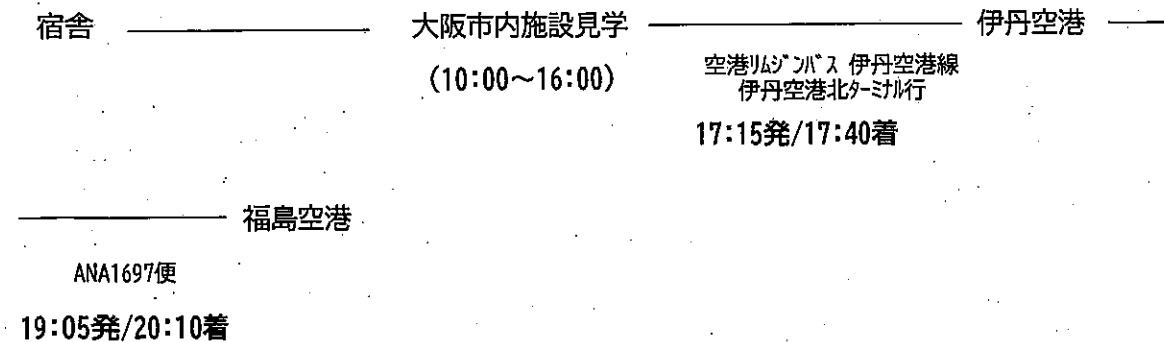 宿舎 ――― 大阪市内施設見学 ――― 伊丹空港 ―――
(10:00～16:00)
空港ﾘﾑｼﾞﾝﾊﾞｽ 伊丹空港線
伊丹空港北ﾀｰﾐﾅﾙ行
17:15発/17:40着
――― 福島空港
ANA1697便
19:05発/20:10着